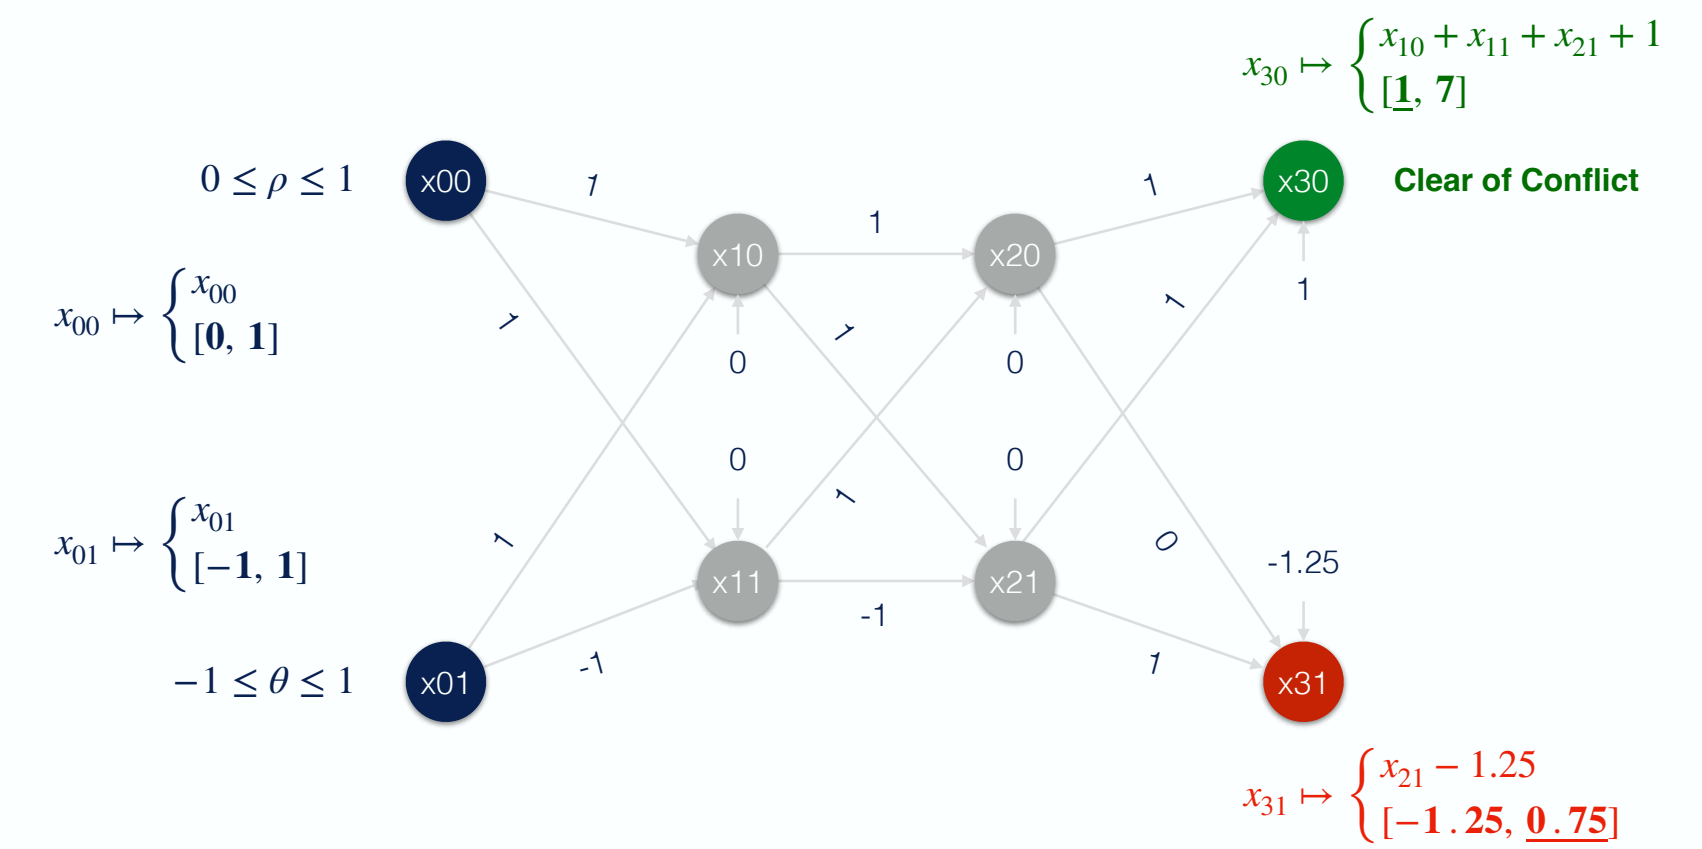 x₃₀ ↦ { x₁₀ + x₁₁ + x₂₁ + 1
[1, 7]
0 ≤ ρ ≤ 1
x00
1
1
x30
Clear of Conflict
x10
1
x20
x₀₀ ↦ { x₀₀
[0, 1]
1
1
1
1
0
0
0
0
x₀₁ ↦ { x₀₁
[−1, 1]
1
1
0
-1.25
x11
-1
x21
−1 ≤ θ ≤ 1
x01
-1
1
x31
x₃₁ ↦ { x₂₁ − 1.25
[−1.25, 0.75]